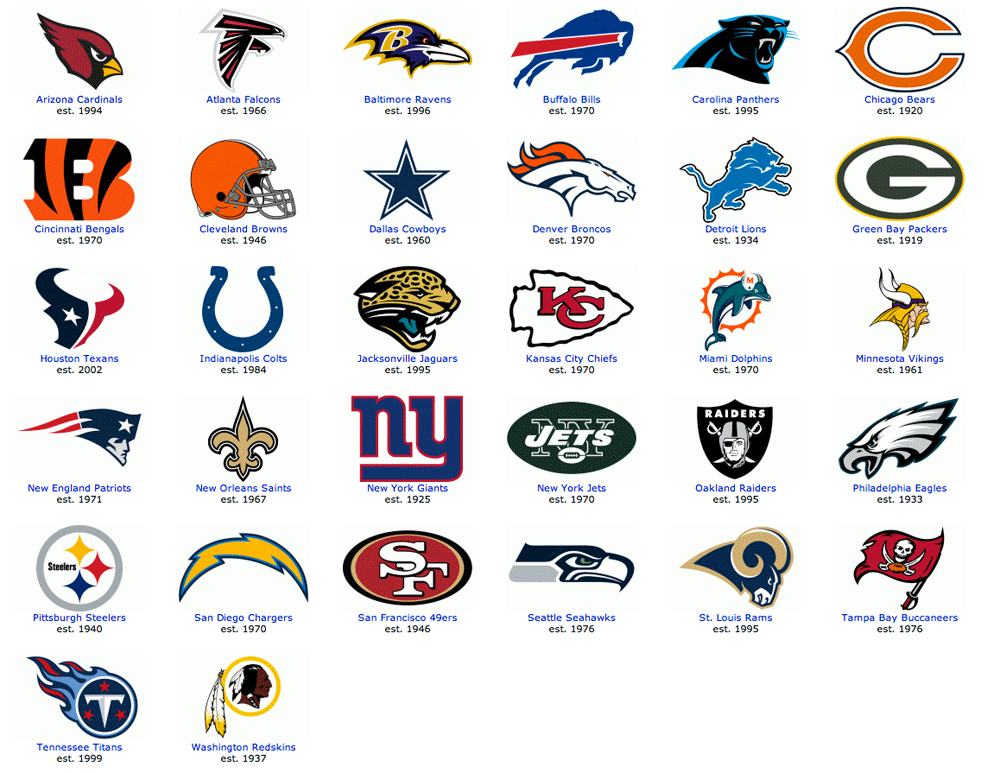 Arizona Cardinals
est. 1994
Atlanta Falcons
est. 1966
B
Baltimore Ravens
est. 1996
Buffalo Bills
est. 1970
Carolina Panthers
est. 1995
C
Chicago Bears
est. 1920
B
Cincinnati Bengals
est. 1970
Cleveland Browns
est. 1946
Dallas Cowboys
est. 1960
Denver Broncos
est. 1970
Detroit Lions
est. 1934
G
Green Bay Packers
est. 1919
Houston Texans
est. 2002
Indianapolis Colts
est. 1984
Jacksonville Jaguars
est. 1995
KC
Kansas City Chiefs
est. 1970
M
Miami Dolphins
est. 1970
Minnesota Vikings
est. 1961
New England Patriots
est. 1971
New Orleans Saints
est. 1967
ny
New York Giants
est. 1925
NY
JETS
New York Jets
est. 1970
RAIDERS
Oakland Raiders
est. 1995
Philadelphia Eagles
est. 1933
Steelers
Pittsburgh Steelers
est. 1940
San Diego Chargers
est. 1970
SF
San Francisco 49ers
est. 1946
Seattle Seahawks
est. 1976
St. Louis Rams
est. 1995
Tampa Bay Buccaneers
est. 1976
T
Tennessee Titans
est. 1999
Washington Redskins
est. 1937